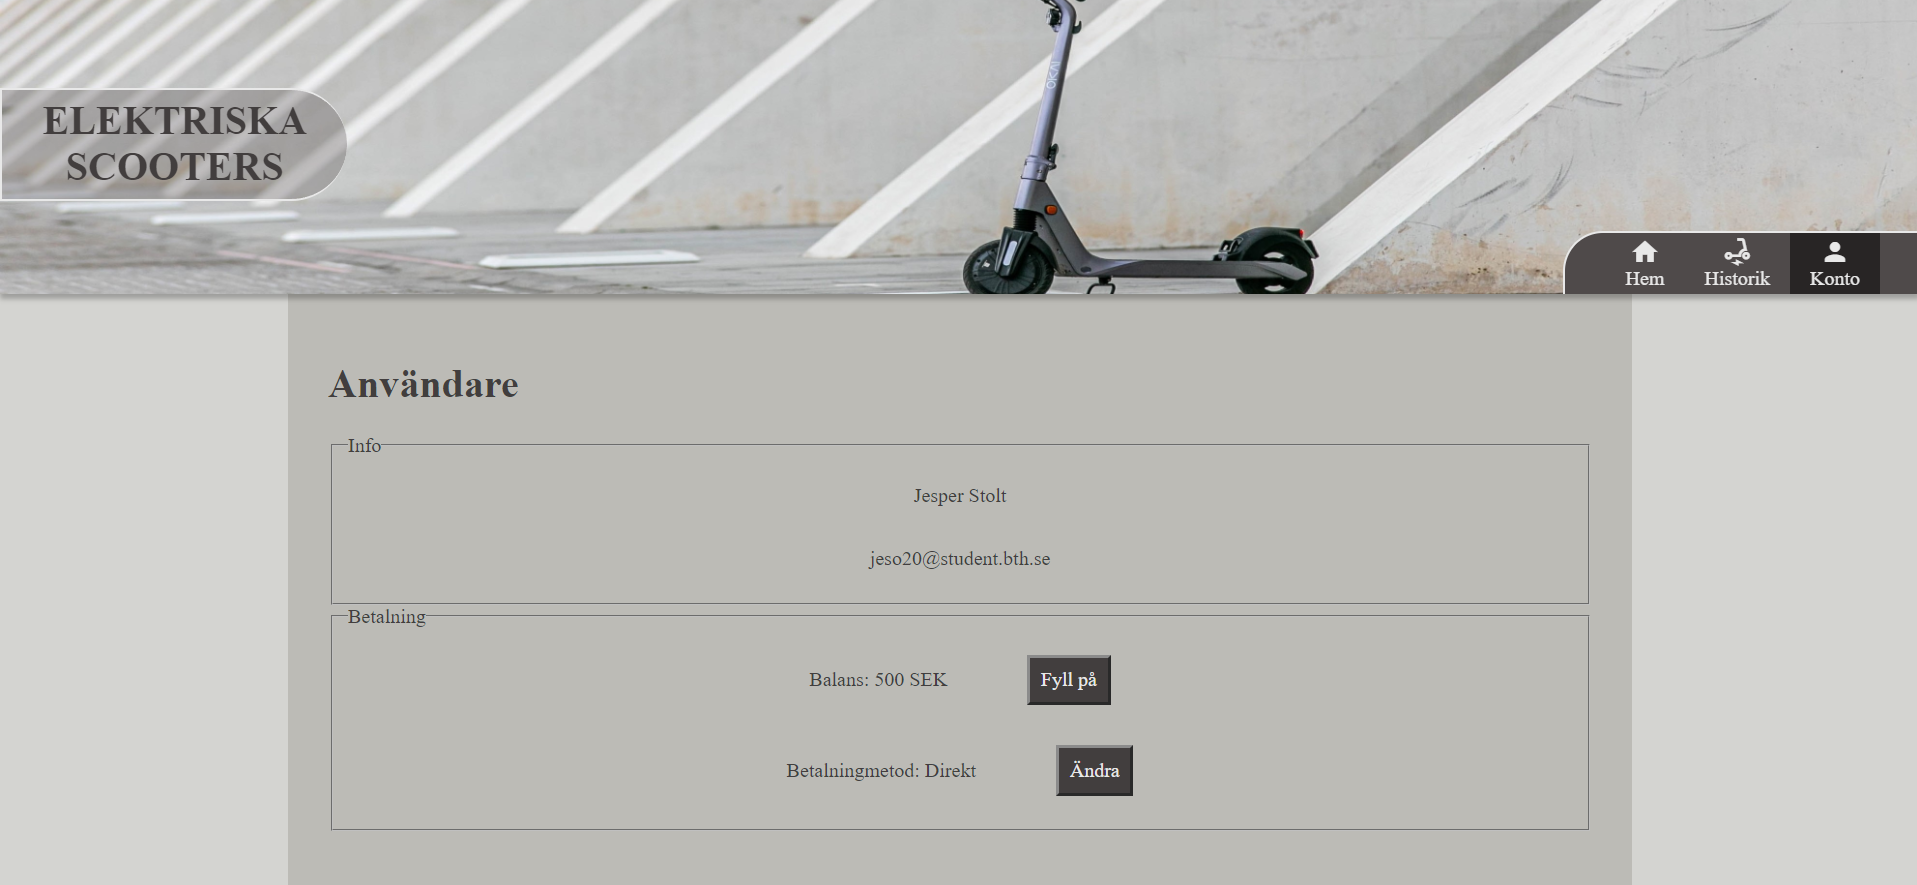 ELEKTRISKA
SCOOTERS
OKAI
Hem
Historik
Konto
Användare
Info
Jesper Stolt
jeso20@student.bth.se
Betalning
Balans: 500 SEK
Fyll på
Betalningmetod: Direkt
Ändra